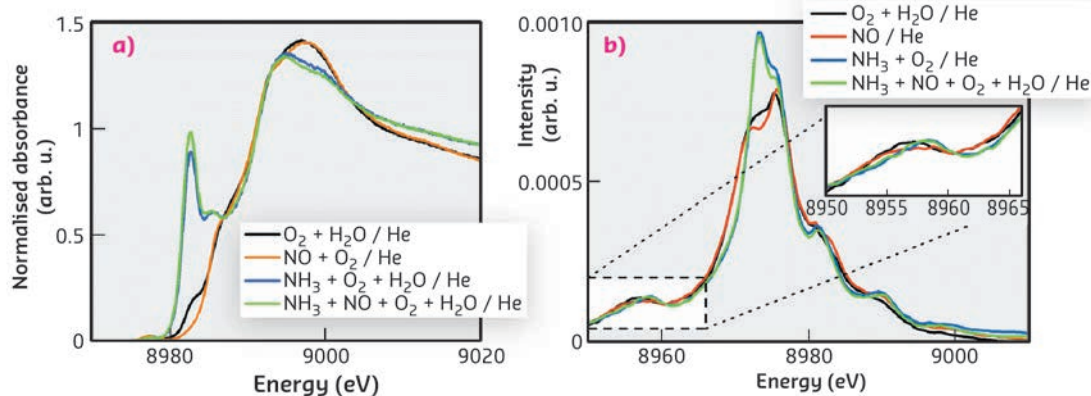 a)
1.5
1
0.5
0
Normalised absorbance
(arb. u.)
O₂ + H₂O / He
NO + O₂ / He
NH₃ + O₂ + H₂O / He
NH₃ + NO + O₂ + H₂O / He
8980
9000
9020
Energy (eV)
b)
0.0010
Intensity
(arb. u.)
0.0005
0
O₂ + H₂O / He
NO / He
NH₃ + O₂ / He
NH₃ + NO + O₂ + H₂O / He
8950
8955
8960
8965
8960
8980
9000
Energy (eV)